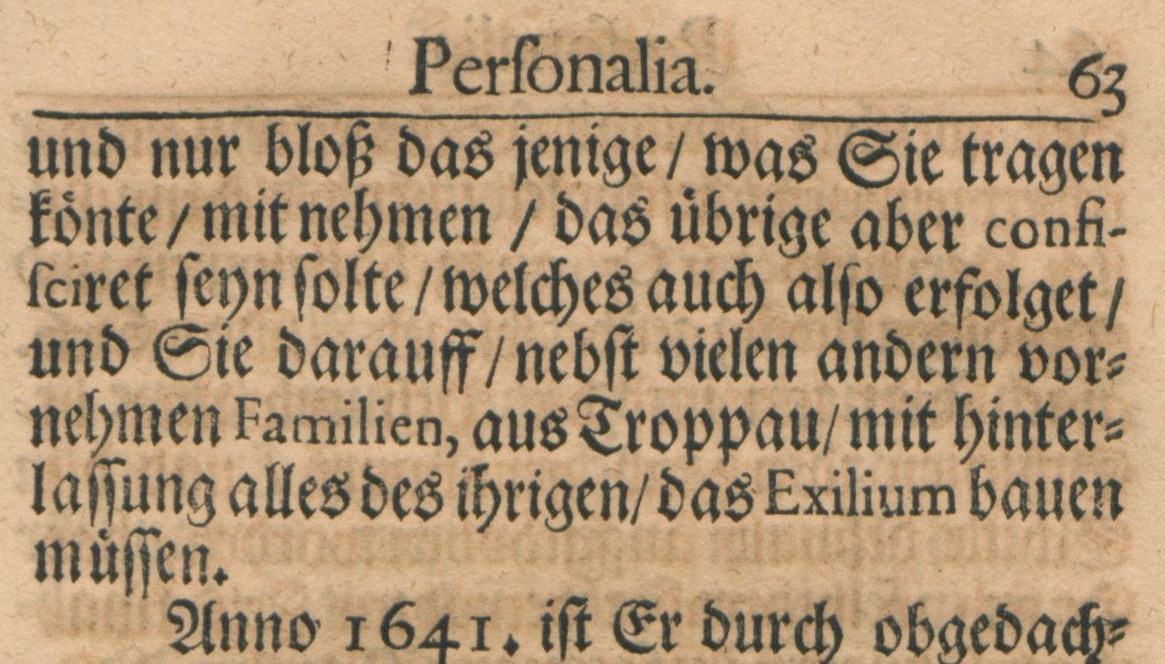 Perſonalia. 63
und nur bloß das jenige / was Sie tragen
könte / mit nehmen / das übrige aber confi-
ſciret ſeyn ſolte / welches auch alſo erfolget /
und Sie darauff / nebſt vielen andern vor-
nehmen Familien, aus Troppau / mit hinter-
laſſung alles des ihrigen / das Exilium bauen
müſſen.
Anno 1641. iſt Er durch obgedach-